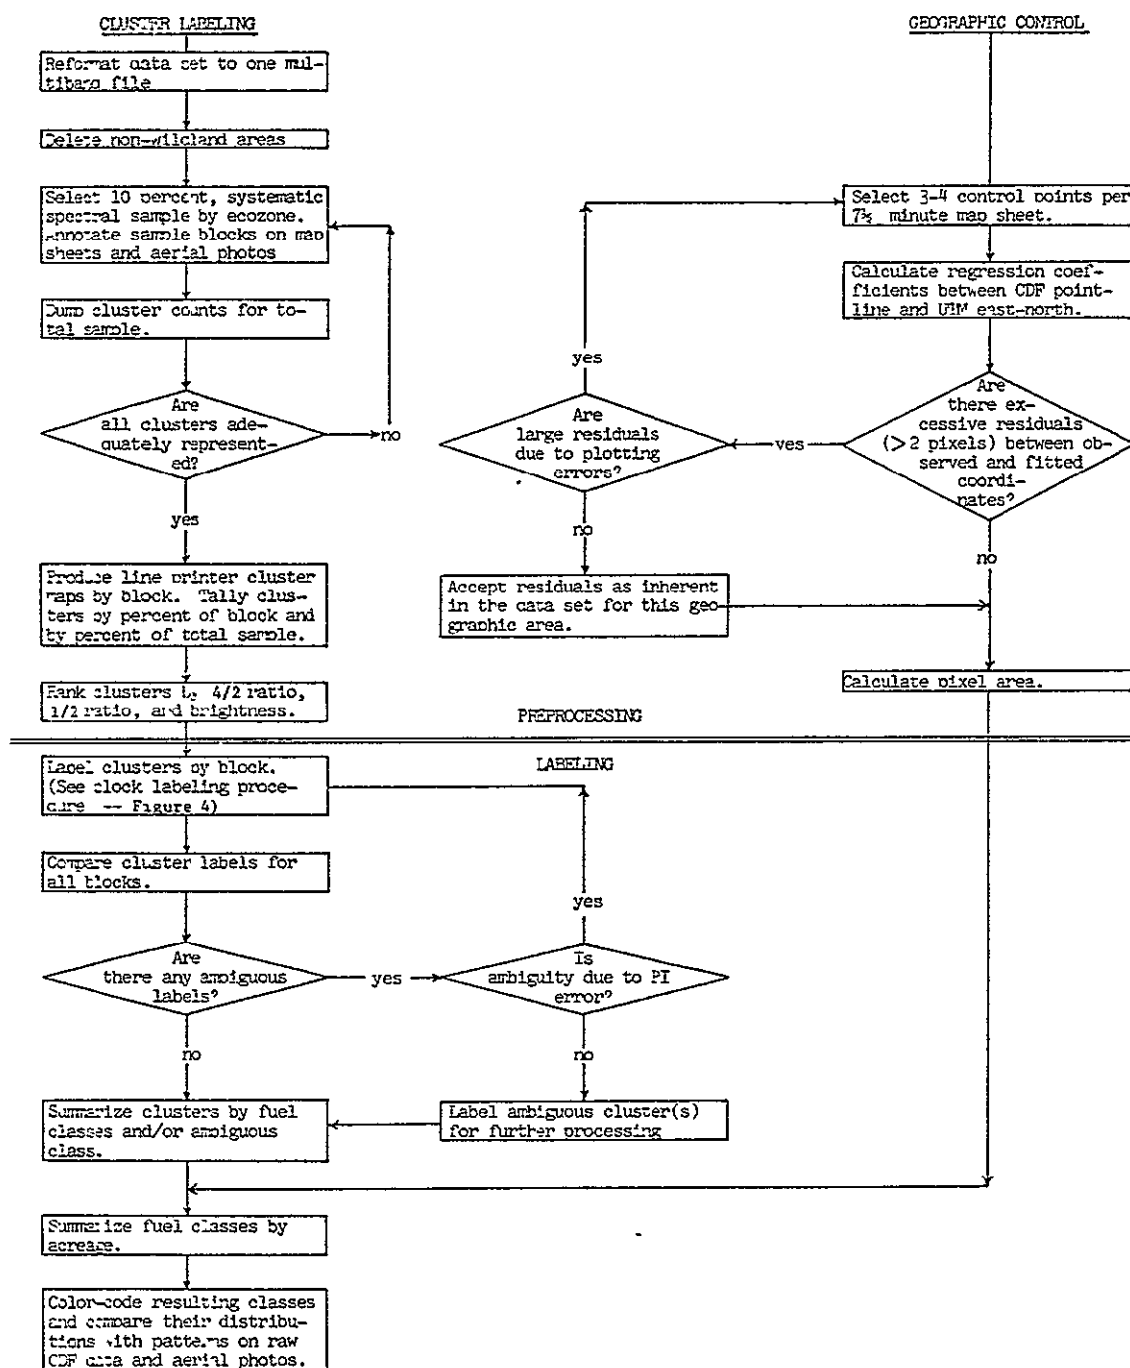 CLUSTER LABELING
Reformat data set to one mul-
tiband file
Delete non-wildland areas
Select 10 percent, systematic
spectral sample by ecozone.
Annotate sample blocks on map
sheets and aerial photos
Dump cluster counts for to-
tal sample.
Are
all clusters ade-
quately represent-
ed?
no
yes
Produce line printer cluster
maps by block. Tally clus-
ters by percent of block and
by percent of total sample.
Rank clusters by 4/2 ratio,
1/2 ratio, and brightness.
GEOGRAPHIC CONTROL
Select 3-4 control points per
7½ minute map sheet.
Calculate regression coef-
ficients between CDF point-
line and UTM east-north.
Are
there ex-
cessive residuals
(>2 pixels) between ob-
served and fitted
coordi-
nates?
yes
no
Are
large residuals
due to plotting
errors?
yes
no
Accept residuals as inherent
in the data set for this geo
graphic area.
Calculate pixel area.
PREPROCESSING
LABELING
Label clusters by block.
(See block labeling proce-
dure -- Figure 4)
Compare cluster labels for
all blocks.
Are
there any ambiguous
labels?
yes
no
Is
ambiguity due to PI
error?
yes
no
Label ambiguous cluster(s)
for further processing
Summarize clusters by fuel
classes and/or ambiguous
class.
Summarize fuel classes by
acreage.
Color-code resulting classes
and compare their distribu-
tions with patterns on raw
CDF data and aerial photos.